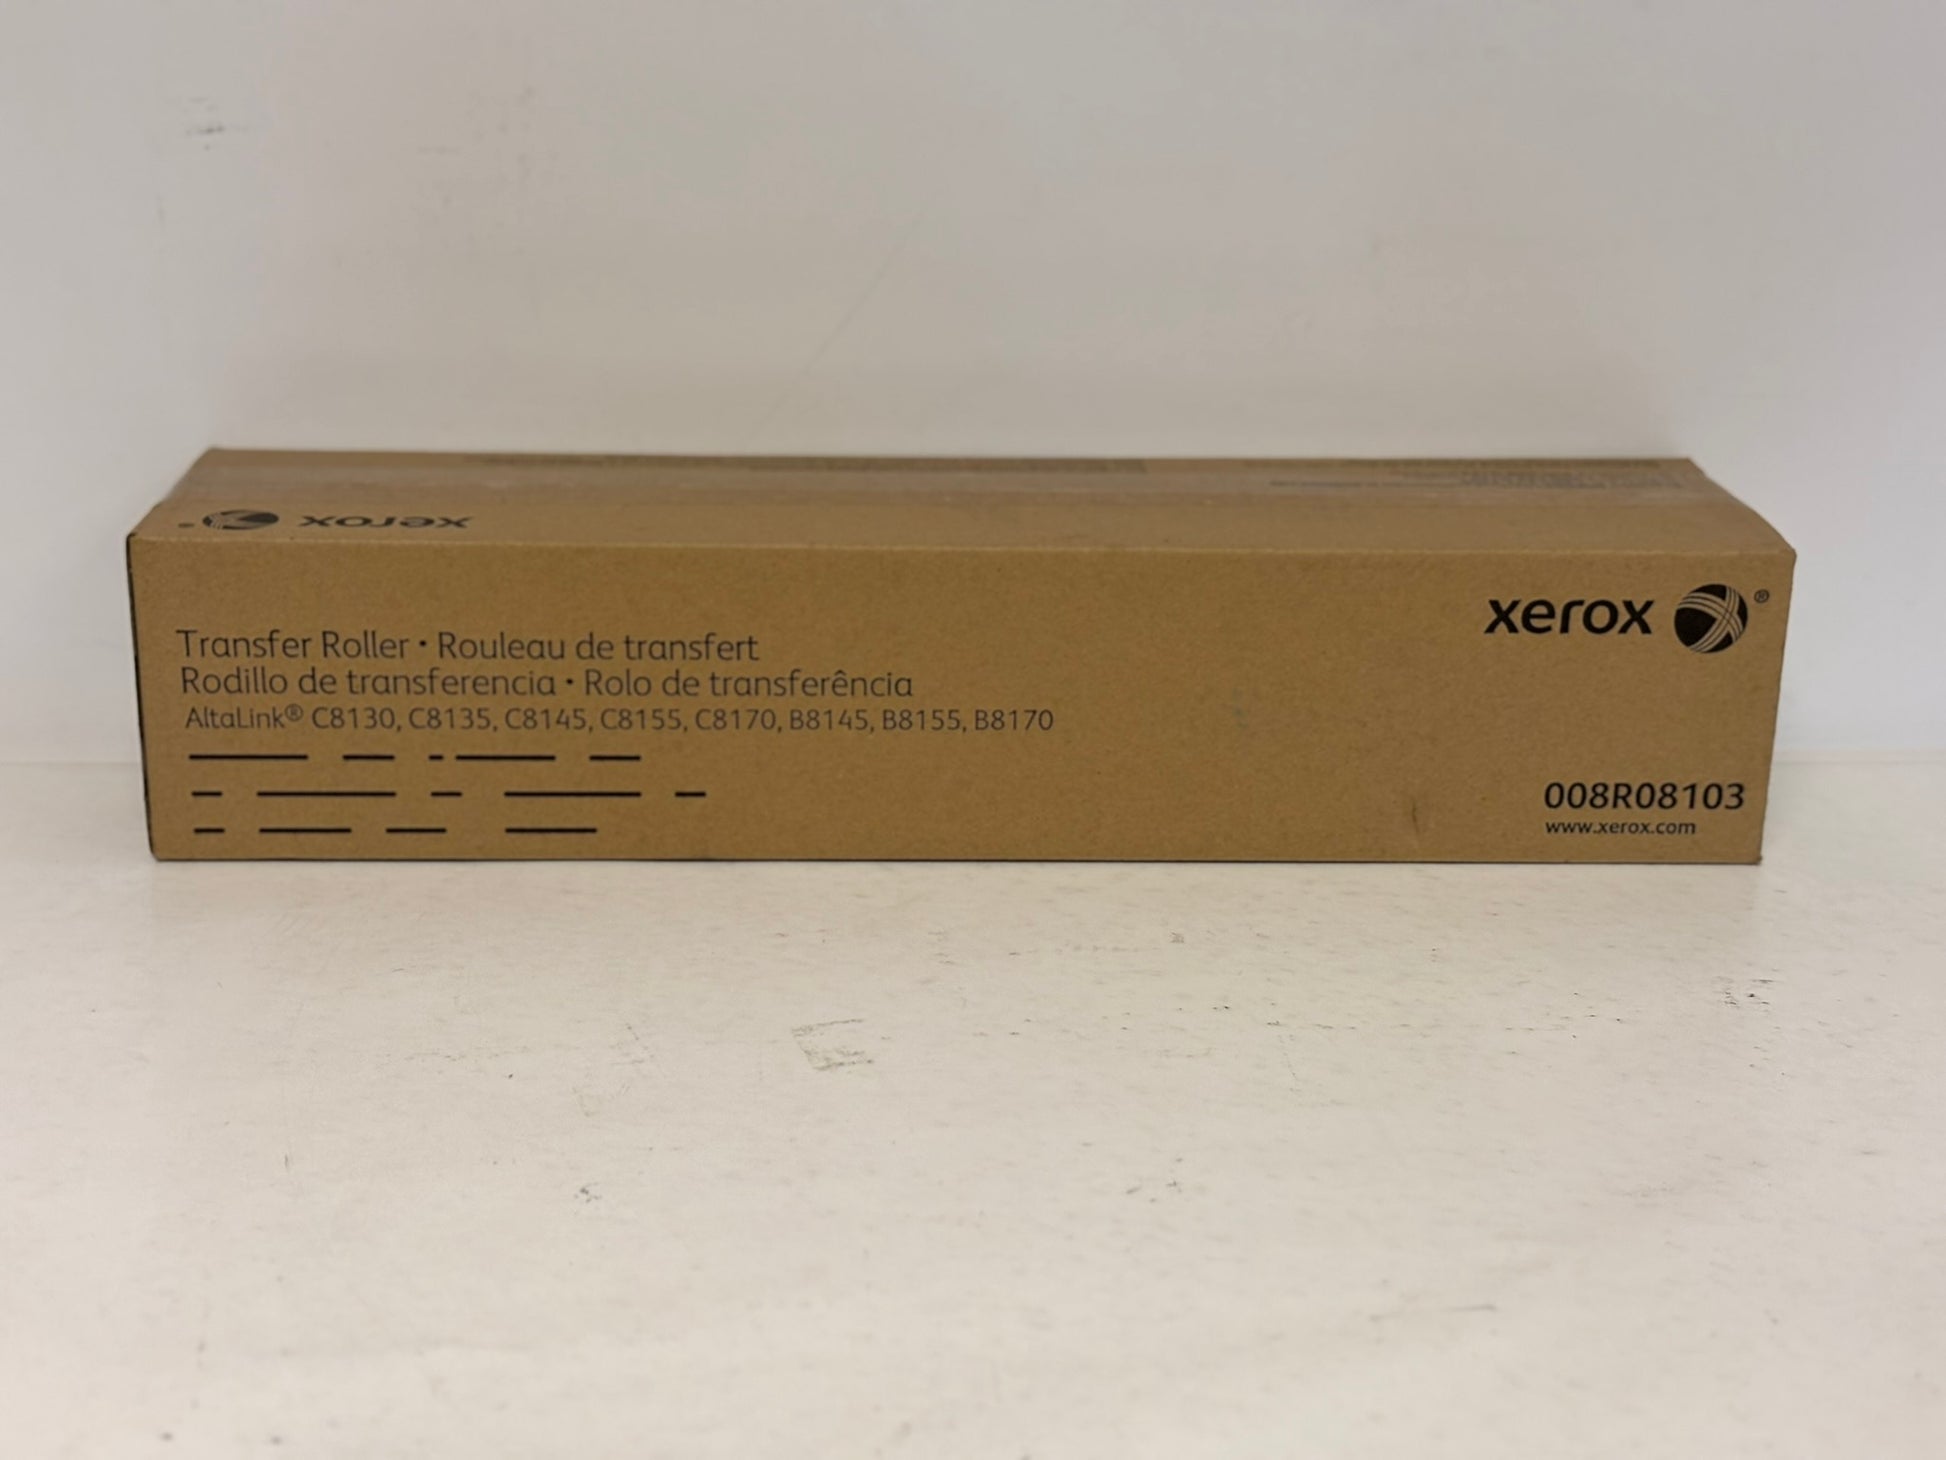 xerox
xerox ®
Transfer Roller • Rouleau de transfert
Rodillo de transferencia • Rolo de transferência
AltaLink® C8130, C8135, C8145, C8155, C8170, B8145, B8155, B8170
008R08103
www.xerox.com